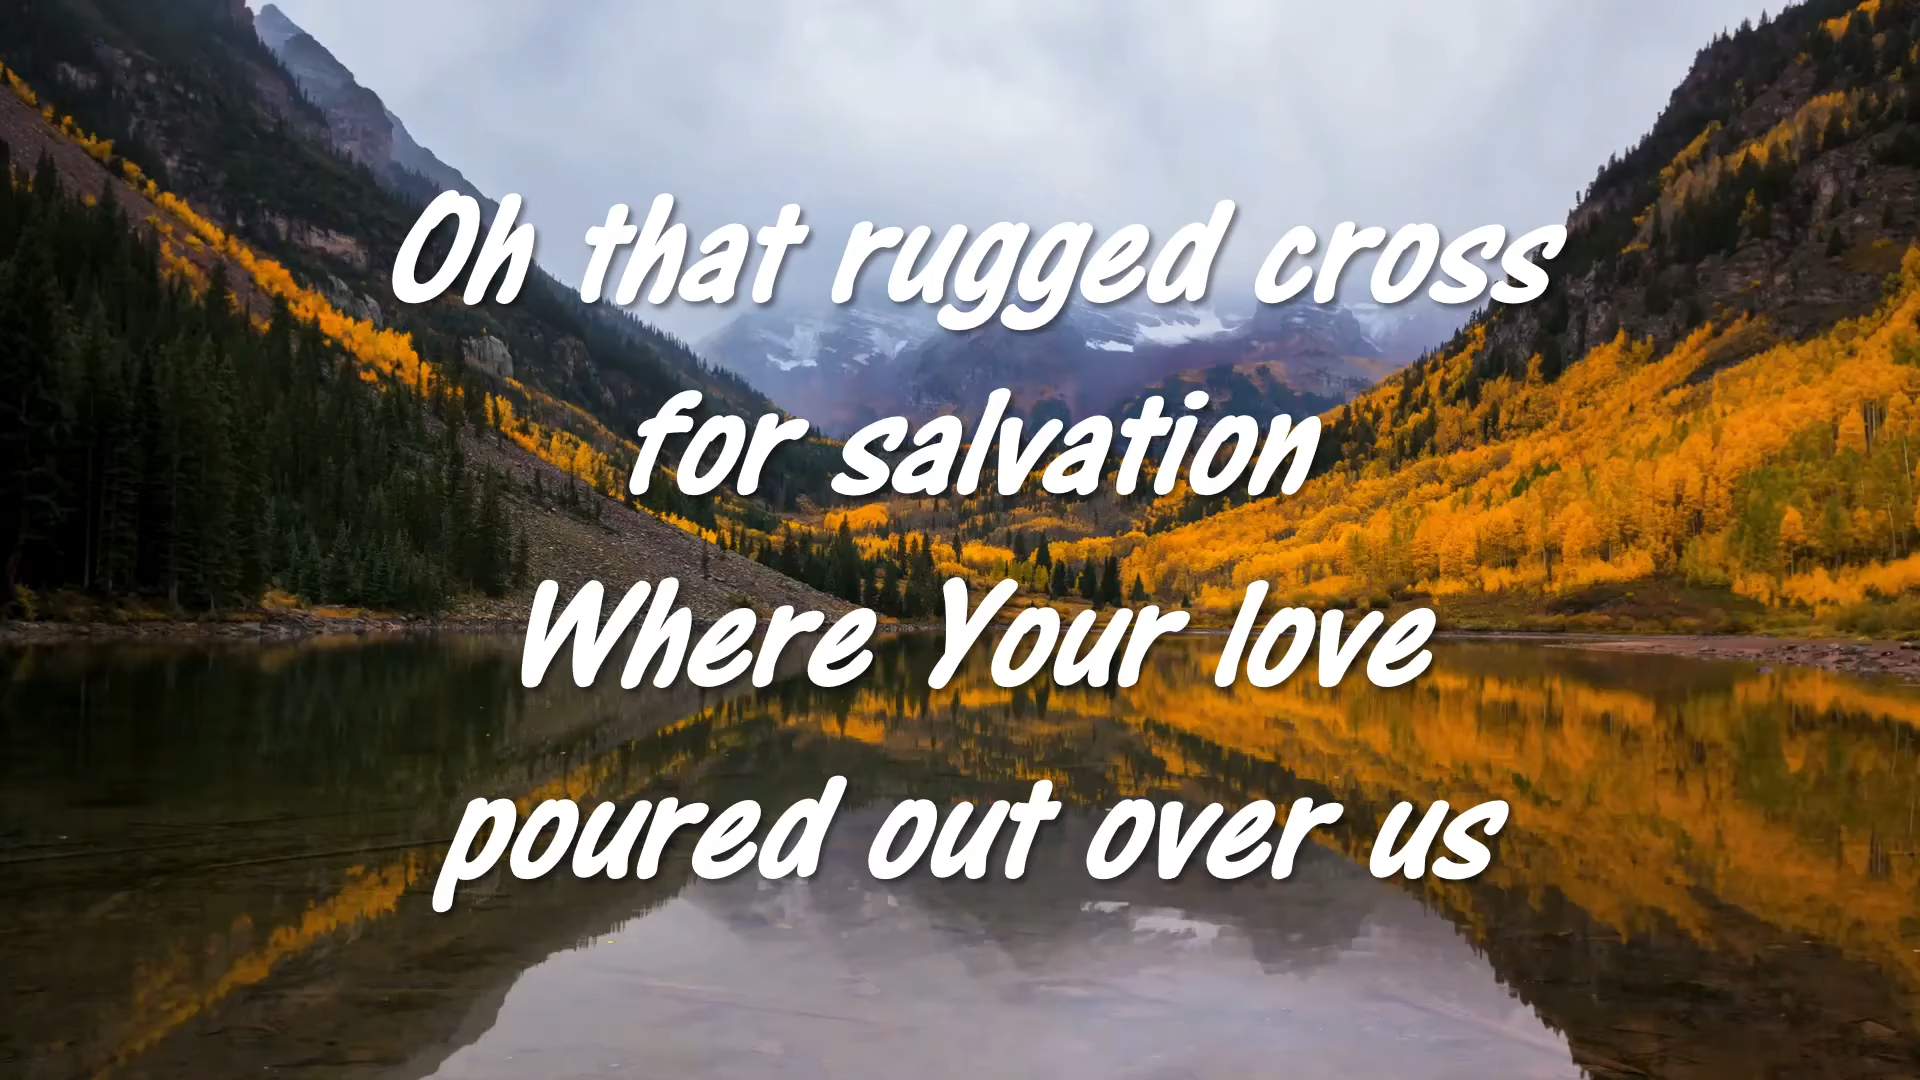 Oh that rugged cross
for salvation
Where Your love
poured out over us